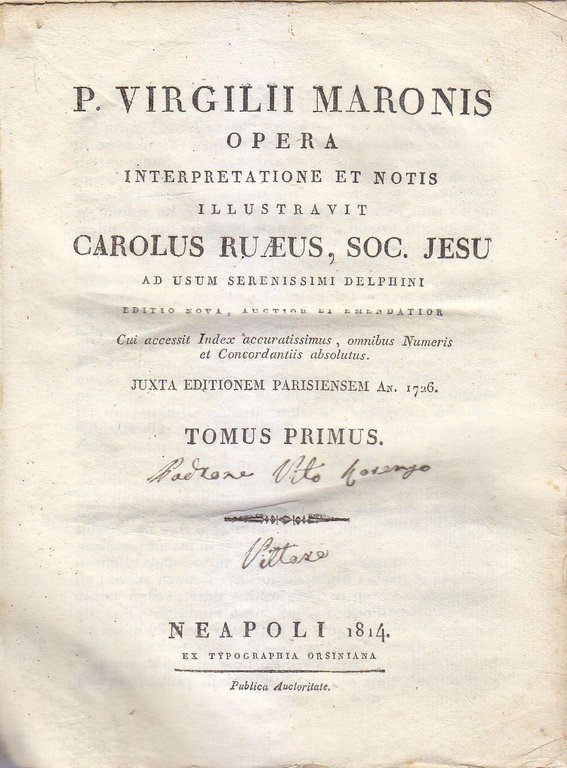 P. VIRGILII MARONIS
OPERA
INTERPRETATIONE ET NOTIS
ILLUSTRAVIT
CAROLUS RUÆUS, SOC. JESU
AD USUM SERENISSIMI DELPHINI
EDITIO NOVA, AUCTIOR ET EMENDATIOR
Cui accessit Index accuratissimus, omnibus Numeris
et Concordantiis absolutus.
JUXTA EDITIONEM PARISIENSEM AN. 1726.
TOMUS PRIMUS.
Padrone Vito
NEAPOLI 1814.
EX TYPOGRAPHIA ORSINIANA
Publica Auctoritate.